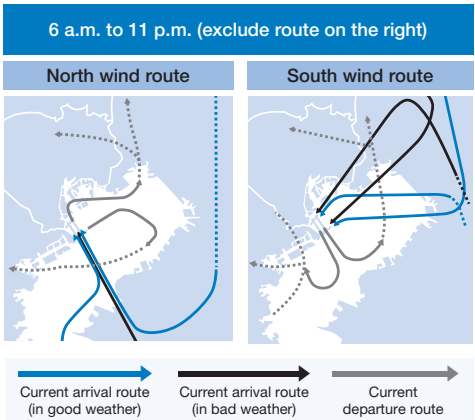 6 a.m. to 11 p.m. (exclude route on the right)
North wind route
South wind route
Current arrival route
(in good weather)
Current arrival route
(in bad weather)
Current
departure route